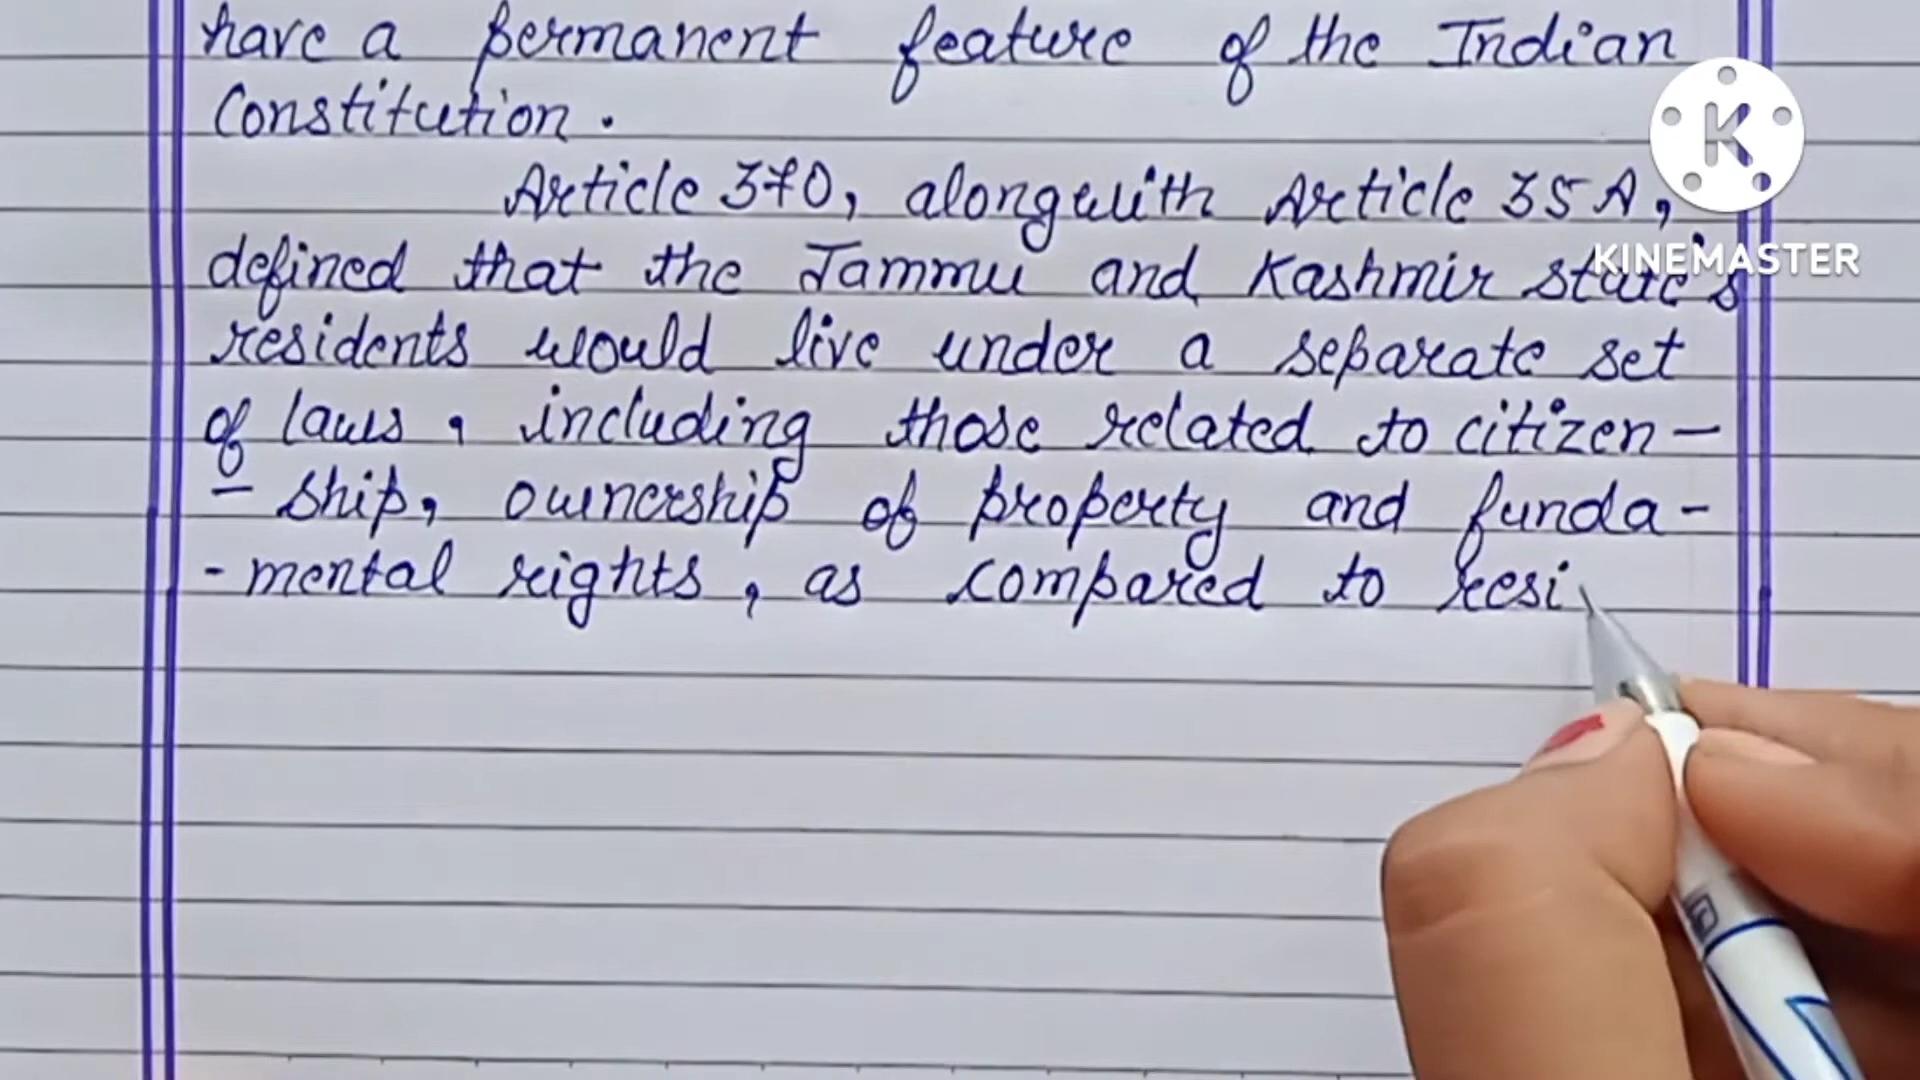 have a permanent feature of the Indian
Constitution.
Article 370, alongwith Article 35A,
defined that the Jammu and Kashmir state's
residents would live under a separate set
of laws, including those related to citizen-
- ship, ownership of property and funda-
- mental rights, as compared to resi
K
KINEMASTER